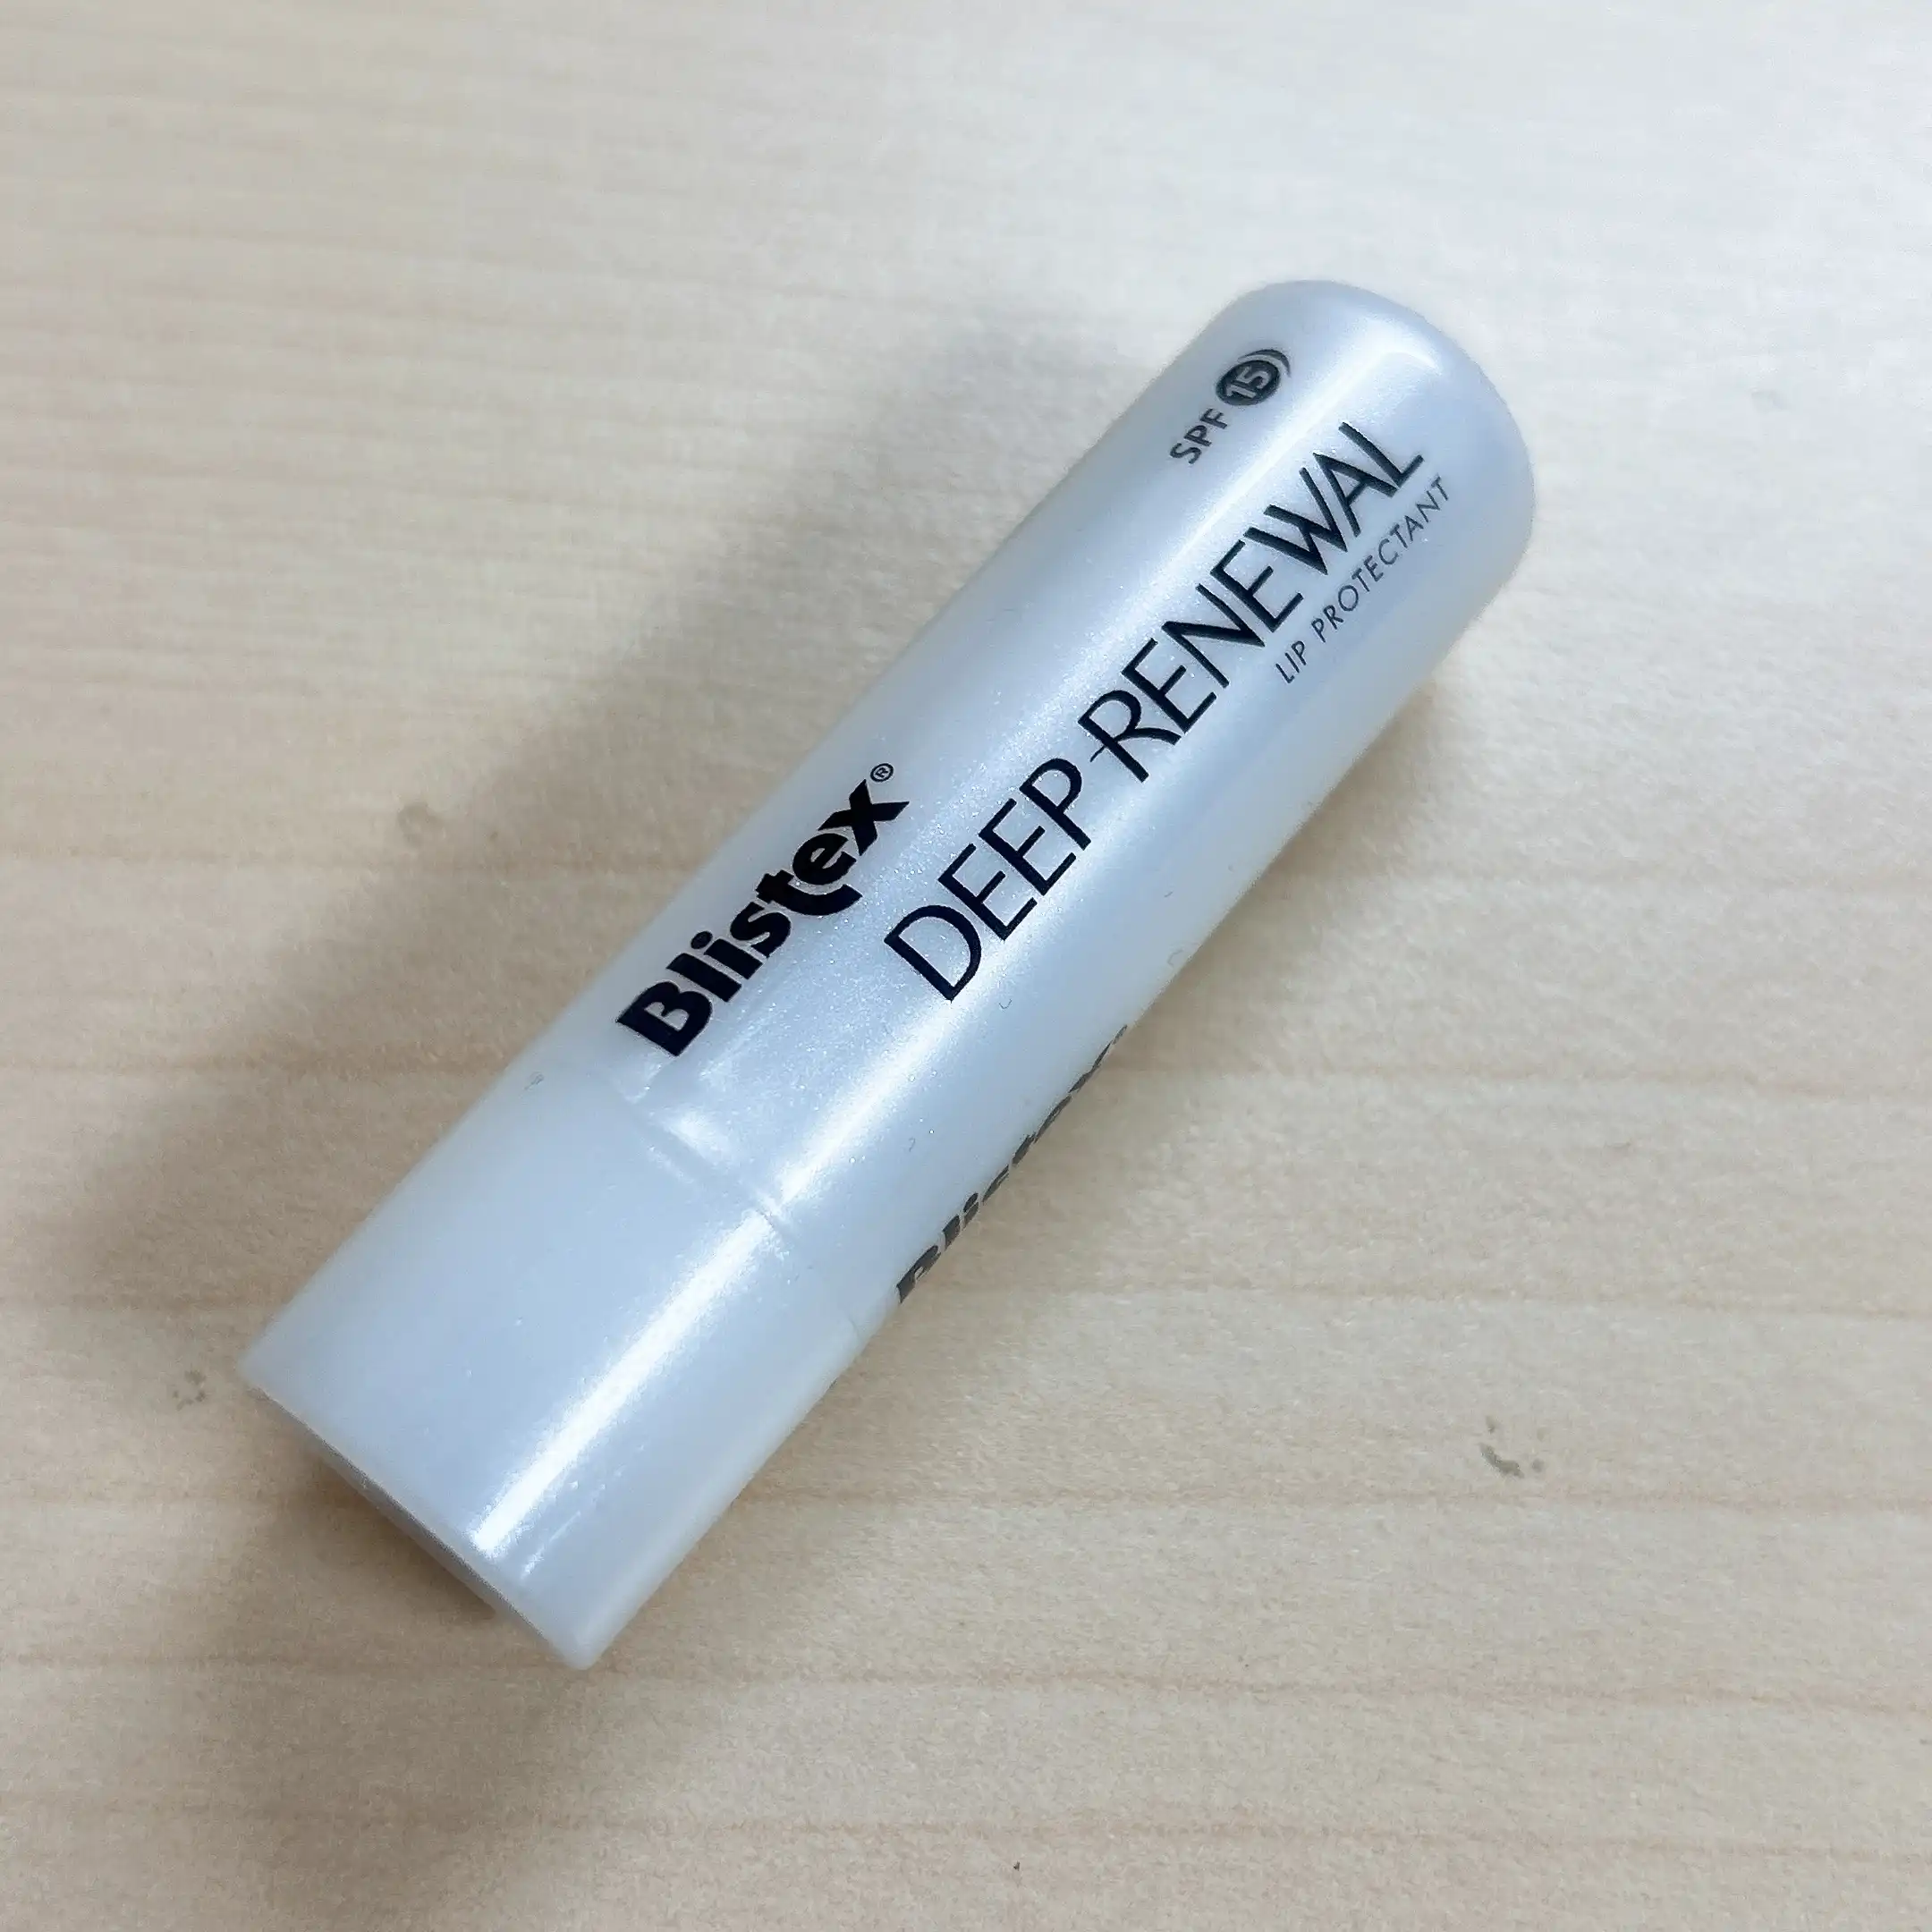 Blistex®
DEEP RENEWAL
LIP PROTECTANT
SPF 15